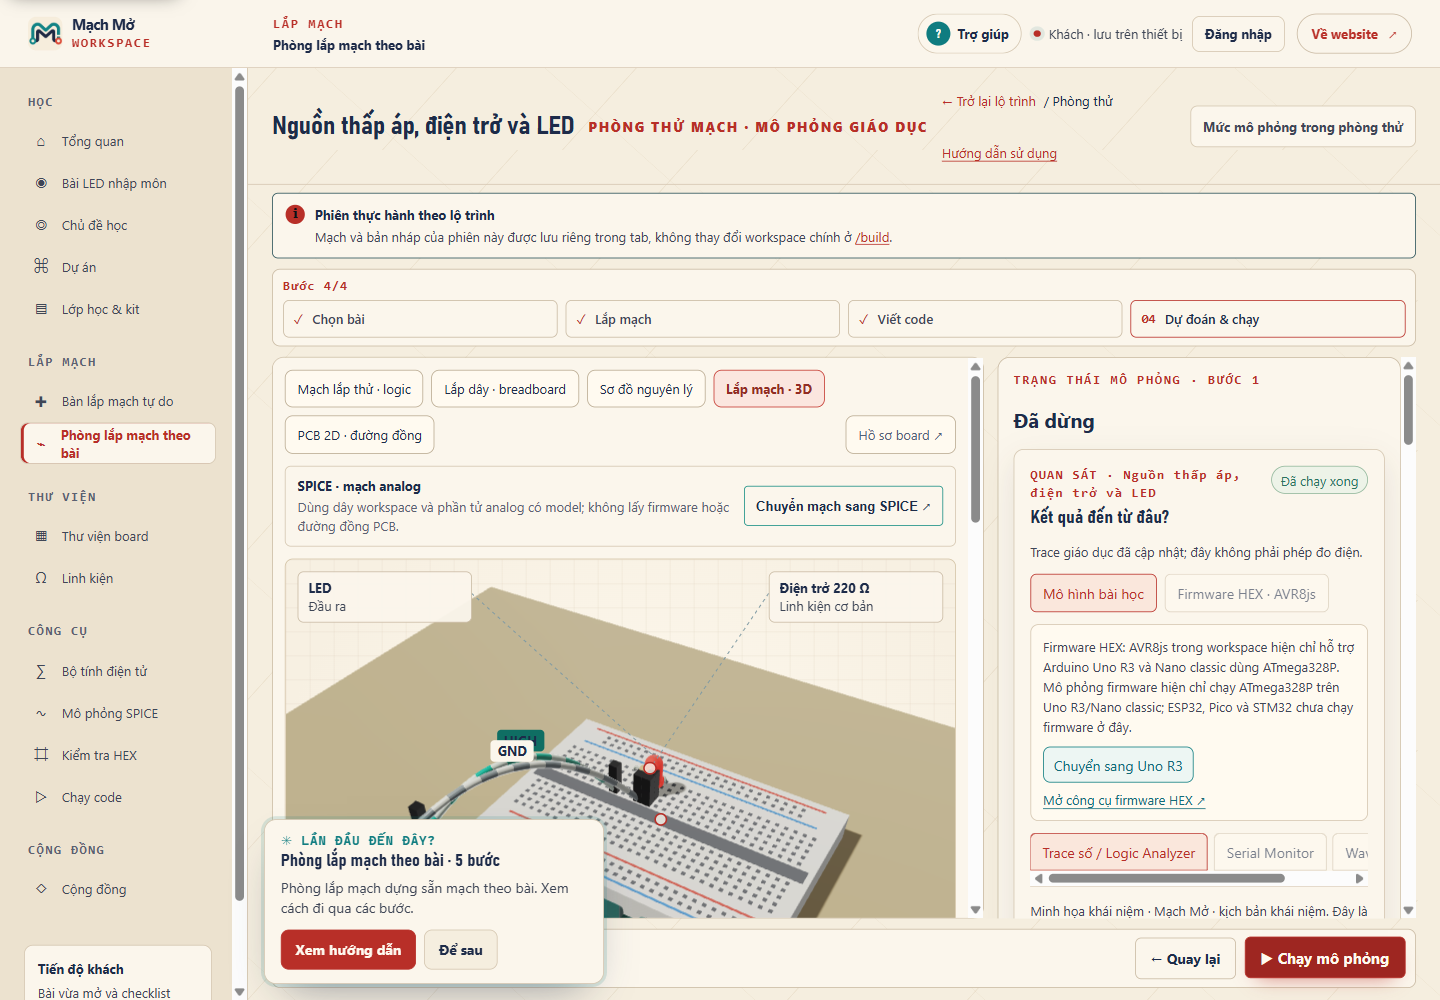 Mạch Mở
WORKSPACE
LẮP MẠCH
Phòng lắp mạch theo bài
? Trợ giúp
Khách · lưu trên thiết bị
Đăng nhập
Về website ↗
HỌC
Tổng quan
Bài LED nhập môn
Chủ đề học
Dự án
Lớp học & kit
LẮP MẠCH
Bàn lắp mạch tự do
Phòng lắp mạch theo
bài
THƯ VIỆN
Thư viện board
Linh kiện
CÔNG CỤ
Bộ tính điện tử
Mô phỏng SPICE
Kiểm tra HEX
Chạy code
CỘNG ĐỒNG
Cộng đồng
Tiến độ khách
Bài vừa mở và checklist
Nguồn thấp áp, điện trở và LED
PHÒNG THỬ MẠCH · MÔ PHỎNG GIÁO DỤC
← Trở lại lộ trình / Phòng thử
Hướng dẫn sử dụng
Mức mô phỏng trong phòng thử
Phiên thực hành theo lộ trình
Mạch và bản nháp của phiên này được lưu riêng trong tab, không thay đổi workspace chính ở /build.
Bước 4/4
✓ Chọn bài
✓ Lắp mạch
✓ Viết code
04 Dự đoán & chạy
Mạch lắp thử · logic
Lắp dây · breadboard
Sơ đồ nguyên lý
Lắp mạch · 3D
PCB 2D · đường đồng
Hồ sơ board ↗
SPICE · mạch analog
Dùng dây workspace và phần tử analog có model; không lấy firmware hoặc
đường đồng PCB.
Chuyển mạch sang SPICE ↗
LED
Đầu ra
Điện trở 220 Ω
Linh kiện cơ bản
HIGH
GND
✳ LẦN ĐẦU ĐẾN ĐÂY?
Phòng lắp mạch theo bài · 5 bước
Phòng lắp mạch dựng sẵn mạch theo bài. Xem
cách đi qua các bước.
Xem hướng dẫn
Để sau
TRẠNG THÁI MÔ PHỎNG · BƯỚC 1
Đã dừng
QUAN SÁT · Nguồn thấp áp,
điện trở và LED
Đã chạy xong
Kết quả đến từ đâu?
Trace giáo dục đã cập nhật; đây không phải phép đo điện.
Mô hình bài học
Firmware HEX · AVR8js
Firmware HEX: AVR8js trong workspace hiện chỉ hỗ trợ
Arduino Uno R3 và Nano classic dùng ATmega328P.
Mô phỏng firmware hiện chỉ chạy ATmega328P trên
Uno R3/Nano classic; ESP32, Pico và STM32 chưa chạy
firmware ở đây.
Chuyển sang Uno R3
Mở công cụ firmware HEX ↗
Trace số / Logic Analyzer
Serial Monitor
Wav
Minh họa khái niệm · Mạch Mở · kịch bản khái niệm. Đây là
← Quay lại
▶ Chạy mô phỏng